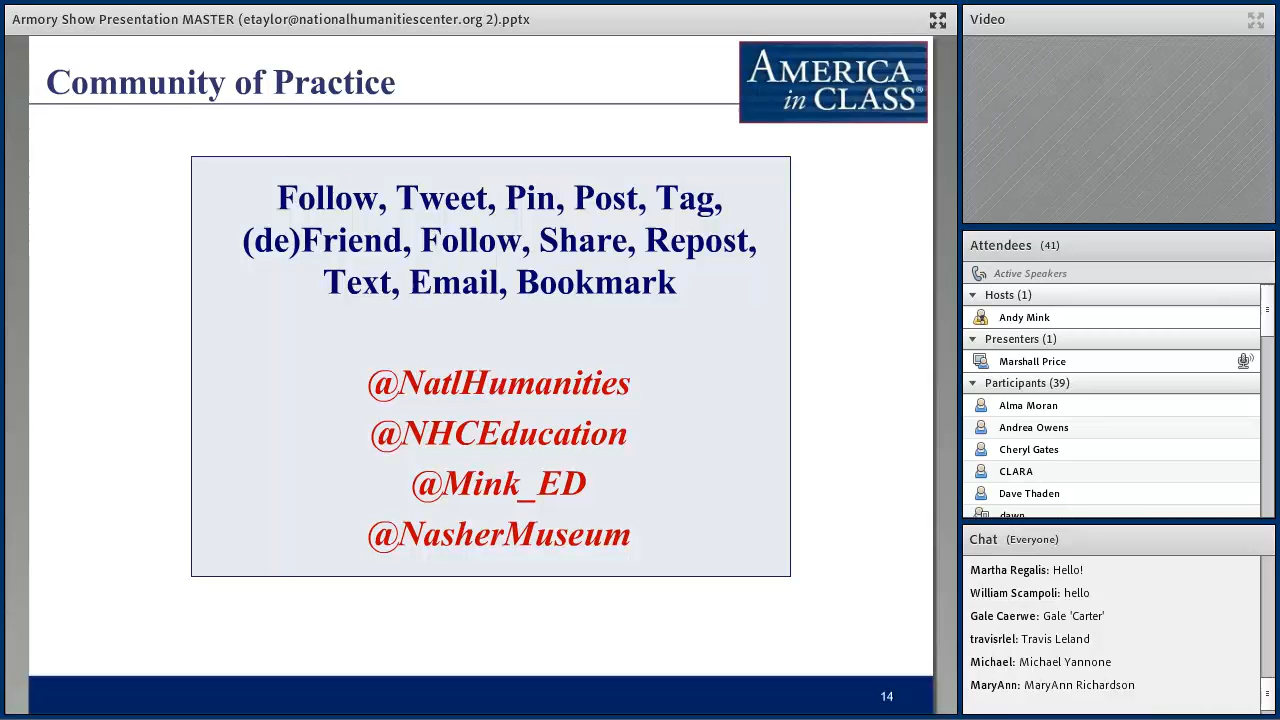 Armory Show Presentation MASTER (etaylor@nationalhumanitiescenter.org 2).pptx
Community of Practice
AMERICA
in CLASS®
Follow, Tweet, Pin, Post, Tag,
(de)Friend, Follow, Share, Repost,
Text, Email, Bookmark
@NatlHumanities
@NHCEducation
@Mink_ED
@NasherMuseum
14
Video
Attendees (41)
Active Speakers
Hosts (1)
Andy Mink
Presenters (1)
Marshall Price
Participants (39)
Alma Moran
Andrea Owens
Cheryl Gates
CLARA
Dave Thaden
dawn
Chat (Everyone)
Martha Regalis: Hello!
William Scampoli: hello
Gale Caerwe: Gale 'Carter'
travisrlel: Travis Leland
Michael: Michael Yannone
MaryAnn: MaryAnn Richardson